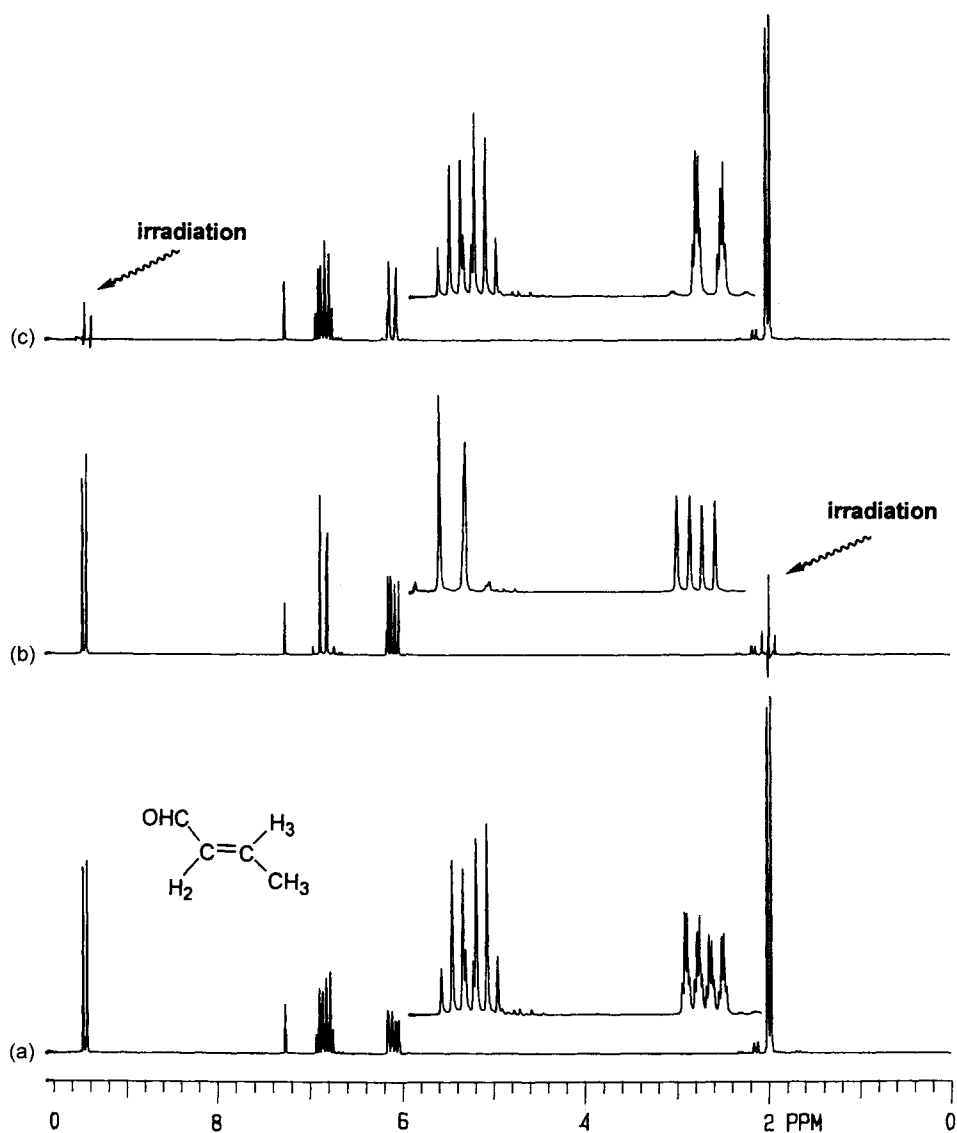 irradiation
(c)
irradiation
(b)
OHC
H3
C=C
H2
CH3
(a)
0 8 6 4 2 PPM 0